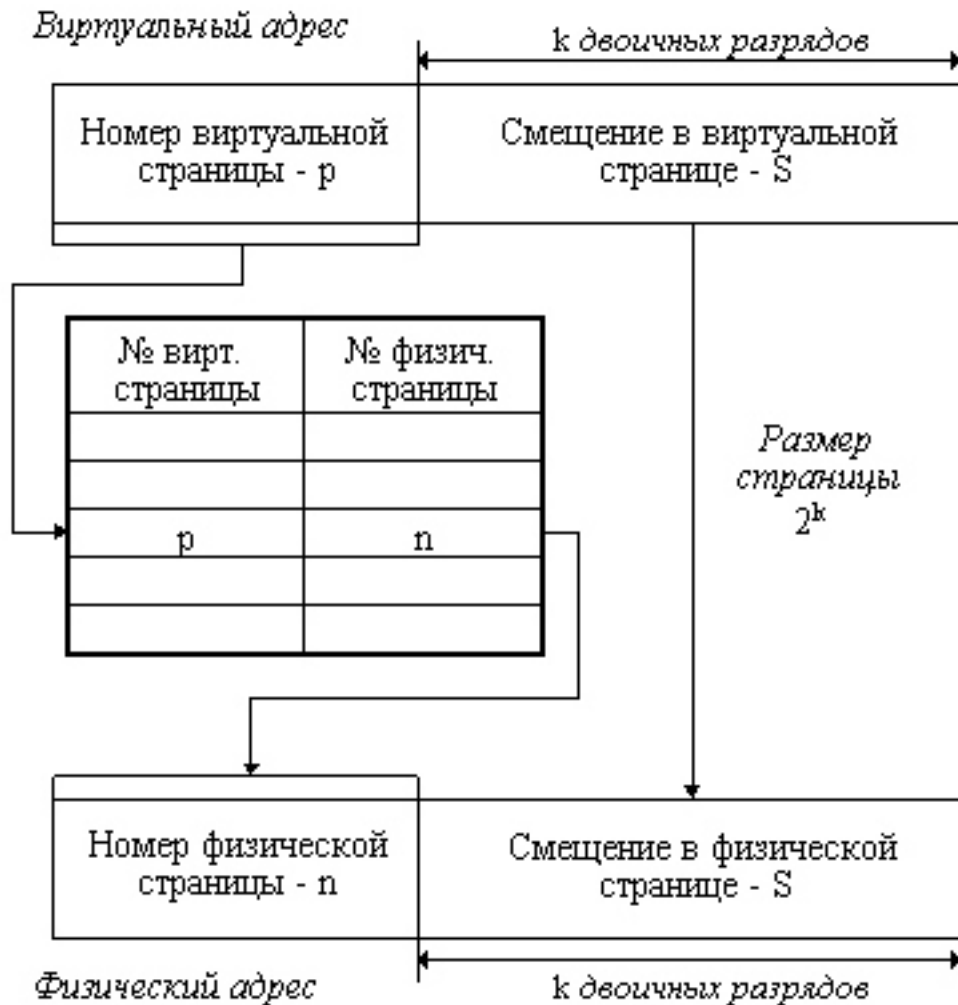 Виртуальный адрес
k двоичных разрядов
Номер виртуальной
страницы - p
Смещение в виртуальной
странице - S
№ вирт.
страницы
№ физич.
страницы
p
n
Размер
страницы
2ᵏ
Номер физической
страницы - n
Смещение в физической
странице - S
Физический адрес
k двоичных разрядов